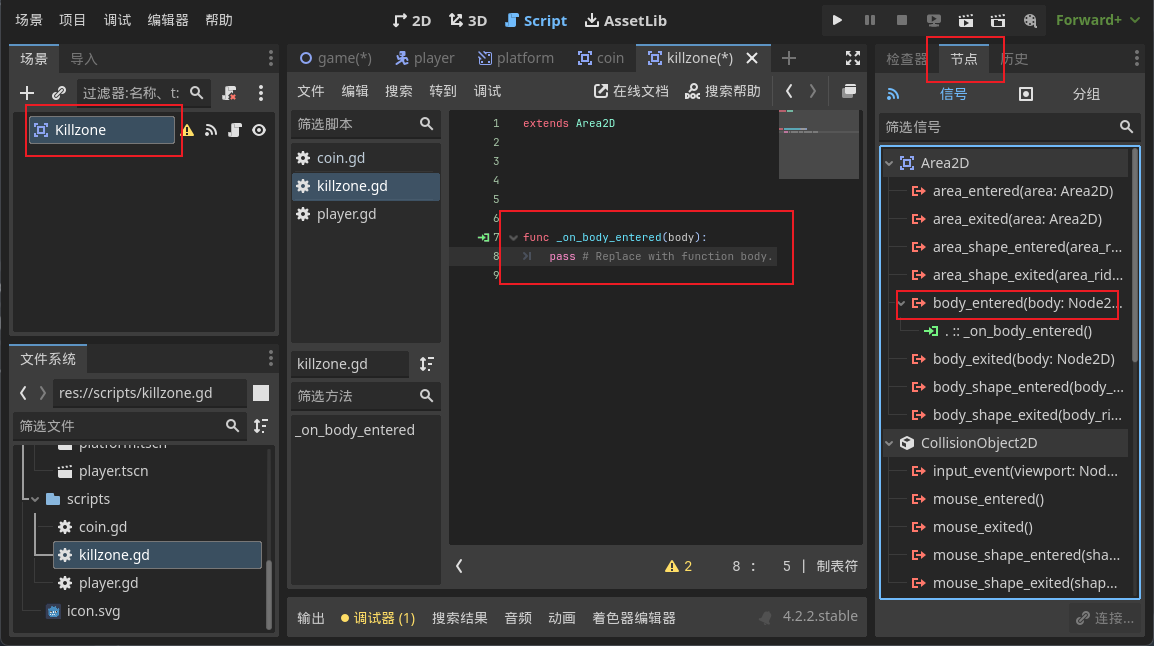 场景 项目 调试 编辑器 帮助 2D 3D Script AssetLib Forward+
场景 导入
过滤器:名称、t:
Killzone
文件系统
res://scripts/killzone.gd
筛选文件
platform.tscn
player.tscn
scripts
coin.gd
killzone.gd
player.gd
icon.svg
game(*) player platform coin killzone(*)
文件 编辑 搜索 转到 调试 在线文档 搜索帮助
筛选脚本
coin.gd
killzone.gd
player.gd
killzone.gd
筛选方法
_on_body_entered
1 extends Area2D
2
3
4
5
6
7 func _on_body_entered(body):
8 pass # Replace with function body.
9
2 8 : 5 | 制表符
输出 调试器 (1) 搜索结果 音频 动画 着色器编辑器 4.2.2.stable
检查器 节点 历史
信号 分组
筛选信号
Area2D
area_entered(area: Area2D)
area_exited(area: Area2D)
area_shape_entered(area_r...
area_shape_exited(area_rid...
body_entered(body: Node2...
. :: _on_body_entered()
body_exited(body: Node2D)
body_shape_entered(body_...
body_shape_exited(body_ri...
CollisionObject2D
input_event(viewport: Nod...
mouse_entered()
mouse_exited()
mouse_shape_entered(sha...
mouse_shape_exited(shap...
连接...